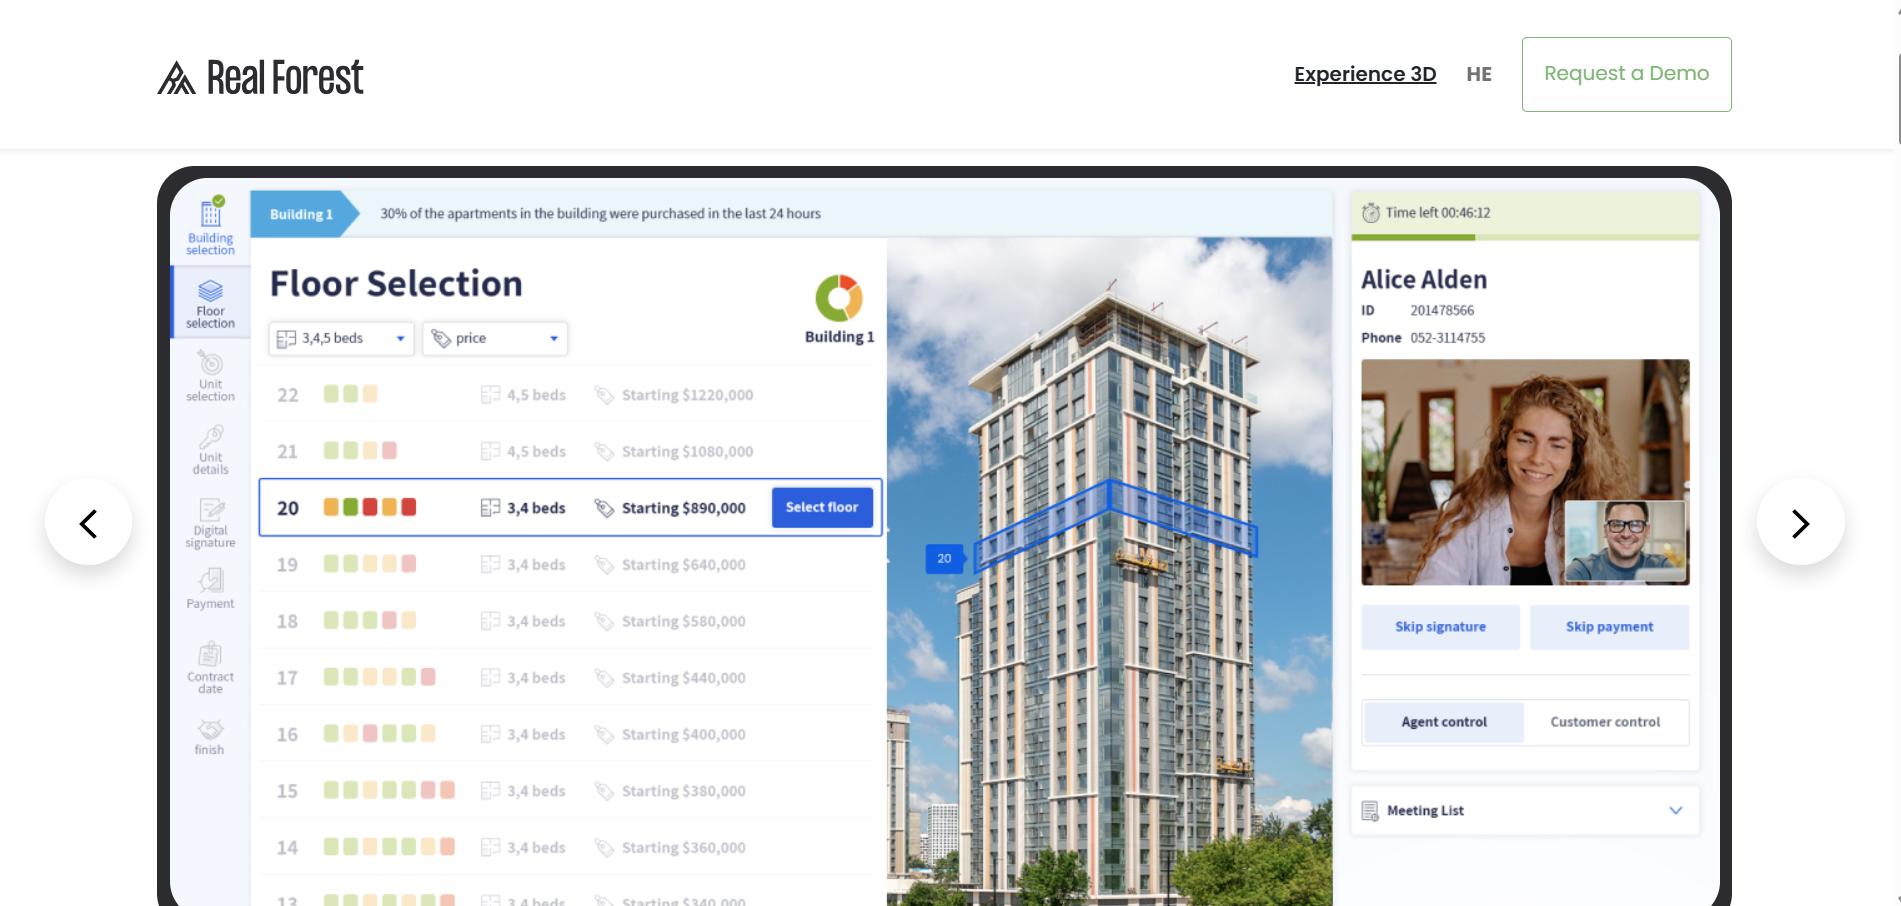 Real Forest
Experience 3D
HE
Request a Demo
Building selection
Floor selection
Unit selection
Unit details
Digital signature
Payment
Contract date
finish
Building 1
30% of the apartments in the building were purchased in the last 24 hours
Floor Selection
3,4,5 beds
price
Building 1
22 4,5 beds Starting $1220,000
21 4,5 beds Starting $1080,000
20 3,4 beds Starting $890,000 Select floor
19 3,4 beds Starting $640,000
18 3,4 beds Starting $580,000
17 3,4 beds Starting $440,000
16 3,4 beds Starting $400,000
15 3,4 beds Starting $380,000
14 3,4 beds Starting $360,000
13 3,4 beds Starting $340,000
20
Time left 00:46:12
Alice Alden
ID 201478566
Phone 052-3114755
Skip signature
Skip payment
Agent control
Customer control
Meeting List